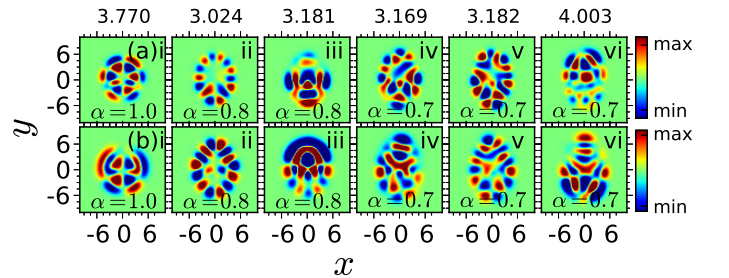 3.770 3.024 3.181 3.169 3.182 4.003
6 (a)i ii iii iv v vi max
0
-6 α=1.0 α=0.8 α=0.8 α=0.7 α=0.7 α=0.7 min
y
6 (b)i ii iii iv v vi max
0
-6 α=1.0 α=0.8 α=0.8 α=0.7 α=0.7 α=0.7 min
-6 0 6 -6 0 6 -6 0 6 -6 0 6 -6 0 6 -6 0 6
x